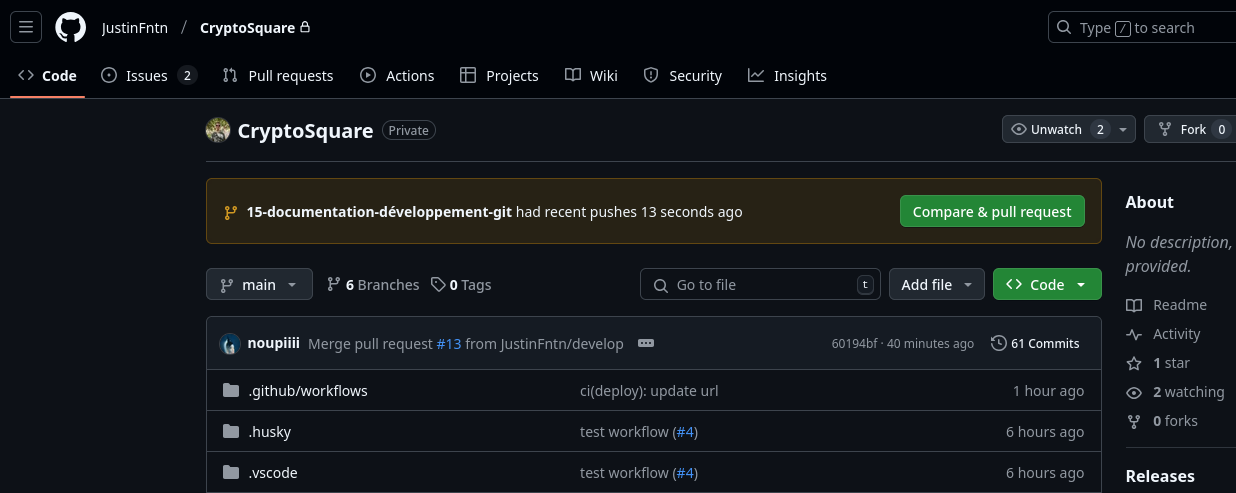 JustinFntn / CryptoSquare
Type / to search
Code
Issues 2
Pull requests
Actions
Projects
Wiki
Security
Insights
CryptoSquare Private
Unwatch 2
Fork 0
15-documentation-développement-git had recent pushes 13 seconds ago
Compare & pull request
main
6 Branches
0 Tags
Go to file t
Add file
Code
noupiiii Merge pull request #13 from JustinFntn/develop
60194bf · 40 minutes ago
61 Commits
.github/workflows ci(deploy): update url 1 hour ago
.husky test workflow (#4) 6 hours ago
.vscode test workflow (#4) 6 hours ago
About
No description,
provided.
Readme
Activity
1 star
2 watching
0 forks
Releases